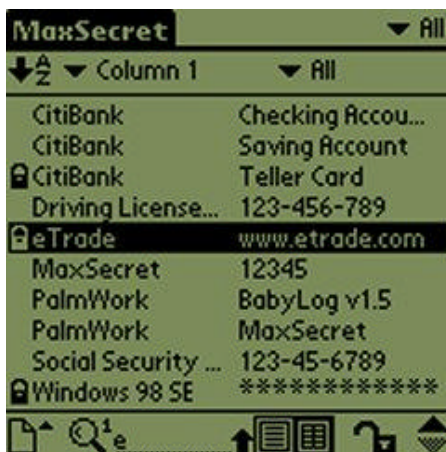 MaxSecret All
Column 1 All
CitiBank Checking Accou...
CitiBank Saving Account
CitiBank Teller Card
Driving License... 123-456-789
eTrade www.etrade.com
MaxSecret 12345
PalmWork BabyLog v1.5
PalmWork MaxSecret
Social Security ... 123-45-6789
Windows 98 SE ************
1
e